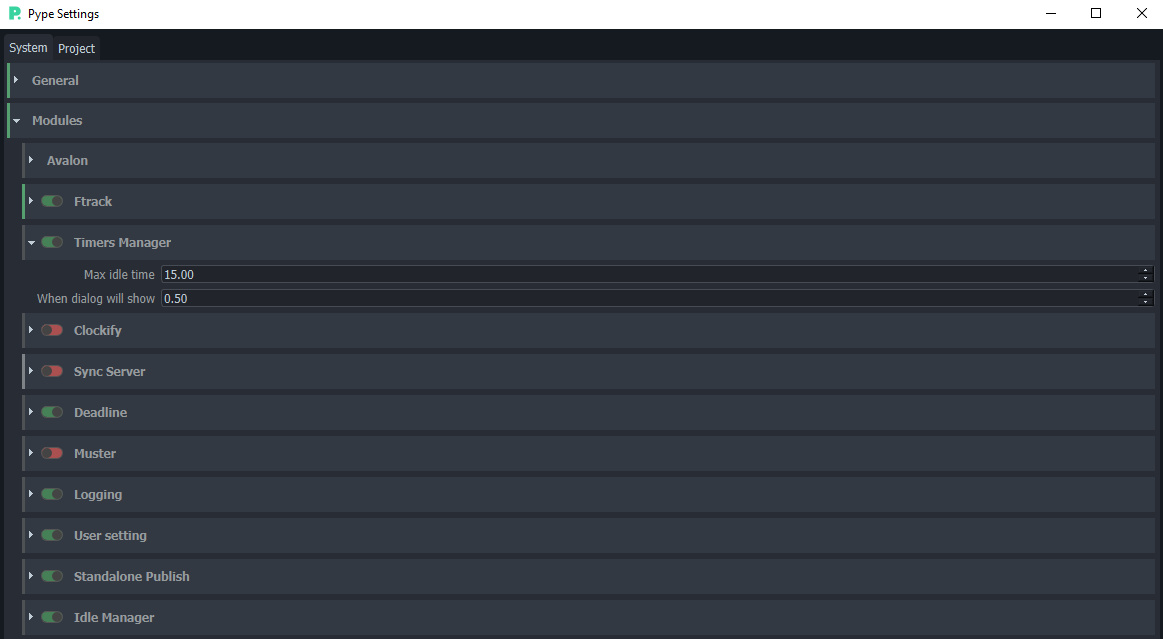 Pype Settings
System Project
General
Modules
Avalon
Ftrack
Timers Manager
Max idle time 15.00
When dialog will show 0.50
Clockify
Sync Server
Deadline
Muster
Logging
User setting
Standalone Publish
Idle Manager